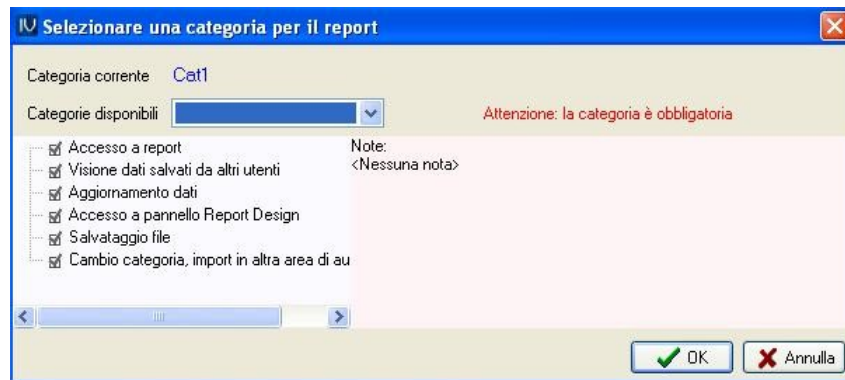 IU Selezionare una categoria per il report
Categoria corrente Cat1
Categorie disponibili
Attenzione: la categoria è obbligatoria
Accesso a report
Visione dati salvati da altri utenti
Aggiornamento dati
Accesso a pannello Report Design
Salvataggio file
Cambio categoria, import in altra area di au
Note:
<Nessuna nota>
OK
Annulla